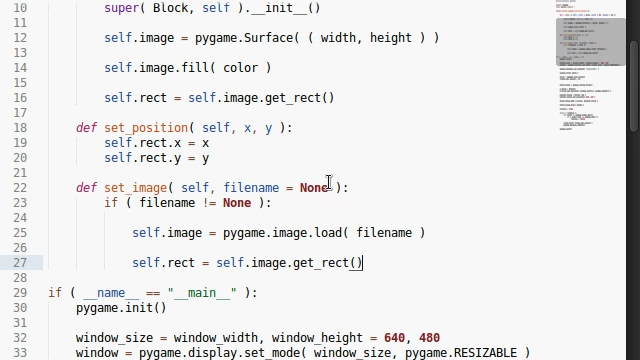 10 super( Block, self ).__init__()
11
12 self.image = pygame.Surface( ( width, height ) )
13
14 self.image.fill( color )
15
16 self.rect = self.image.get_rect()
17
18 def set_position( self, x, y ):
19 self.rect.x = x
20 self.rect.y = y
21
22 def set_image( self, filename = None ):
23 if ( filename != None ):
24
25 self.image = pygame.image.load( filename )
26
27 self.rect = self.image.get_rect()
28
29 if ( __name__ == "__main__" ):
30 pygame.init()
31
32 window_size = window_width, window_height = 640, 480
33 window = pygame.display.set_mode( window_size, pygame.RESIZABLE )